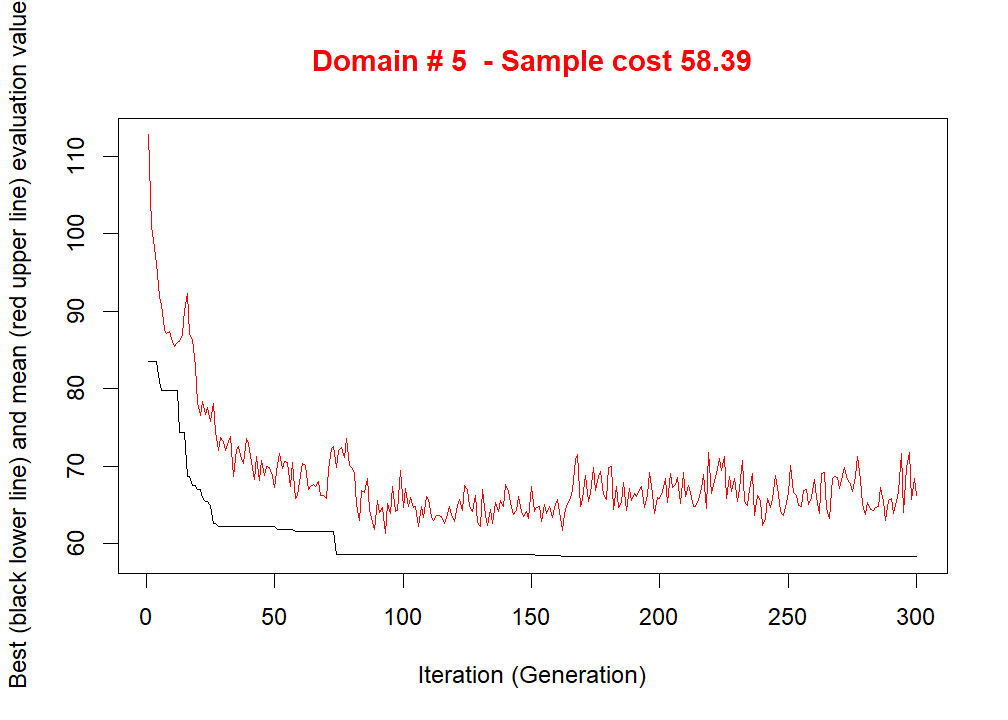 Domain # 5  - Sample cost 58.39
Best (black lower line) and mean (red upper line) evaluation value
110
100
90
80
70
60
0 50 100 150 200 250 300
Iteration (Generation)